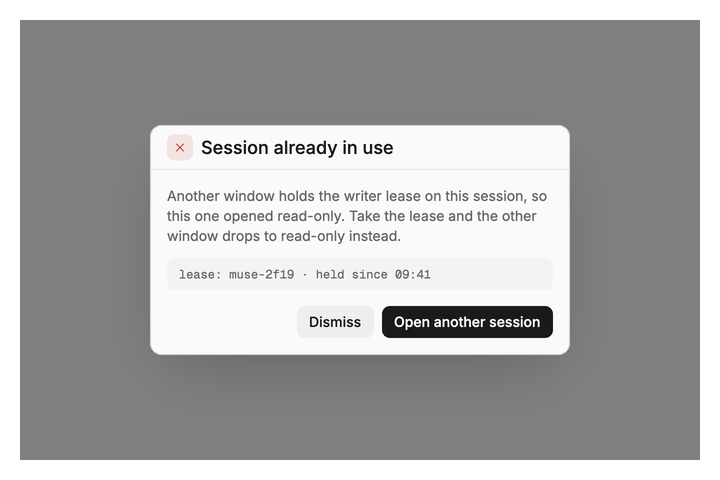 Session already in use
Another window holds the writer lease on this session, so
this one opened read-only. Take the lease and the other
window drops to read-only instead.
lease: muse-2f19 · held since 09:41
Dismiss
Open another session